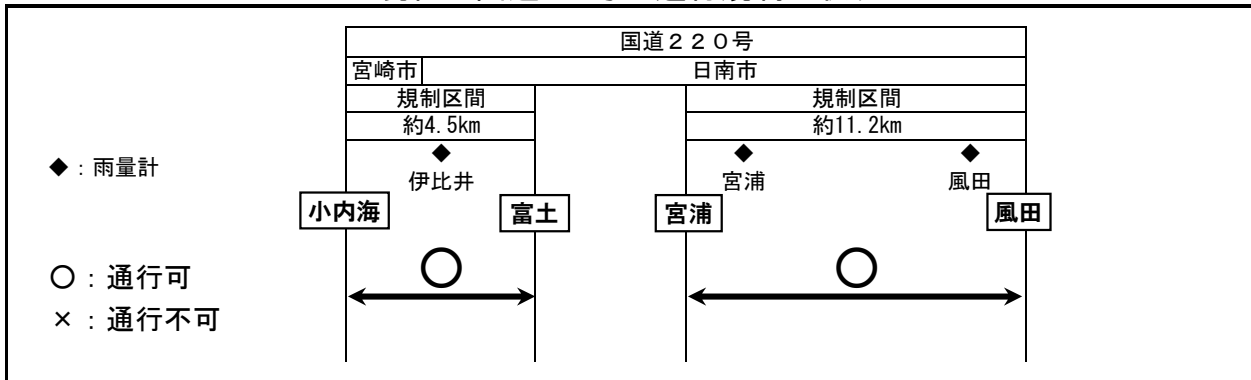 国道２２０号
宮崎市 日南市
規制区間 規制区間
約4.5km 約11.2km
◆：雨量計
◆ ◆ ◆
伊比井 宮浦 風田
小内海 富土 宮浦 風田
○ ○
○：通行可
×：通行不可